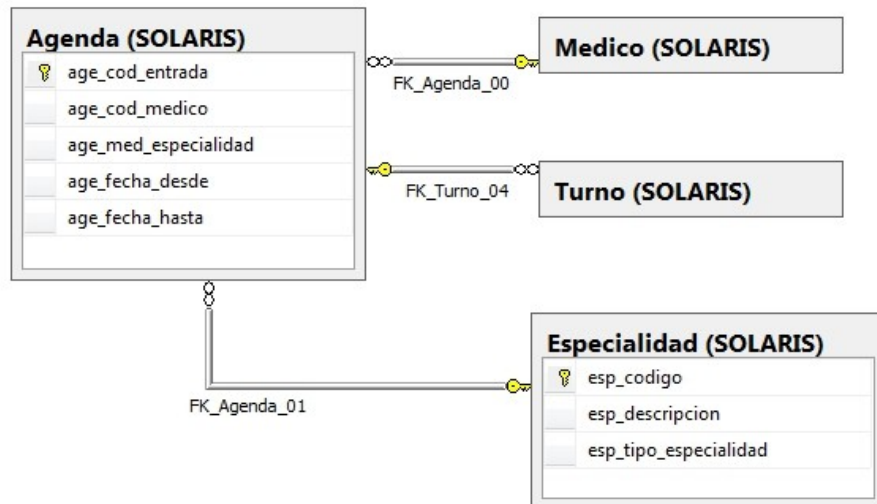 Agenda (SOLARIS)
age_cod_entrada
age_cod_medico
age_med_especialidad
age_fecha_desde
age_fecha_hasta
FK_Agenda_00
Medico (SOLARIS)
FK_Turno_04
Turno (SOLARIS)
FK_Agenda_01
Especialidad (SOLARIS)
esp_codigo
esp_descripcion
esp_tipo_especialidad